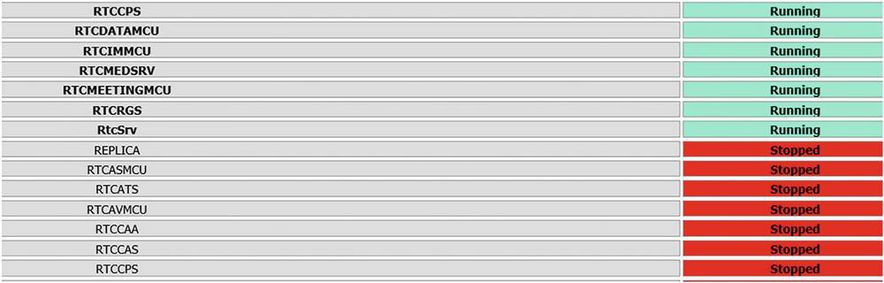 RTCCPS Running
RTCDATAMCU Running
RTCIMMCU Running
RTCMEDSRV Running
RTCMEETINGMCU Running
RTCRGS Running
RtcSrv Running
REPLICA Stopped
RTCASMCU Stopped
RTCATS Stopped
RTCAVMCU Stopped
RTCCAA Stopped
RTCCAS Stopped
RTCCPS Stopped